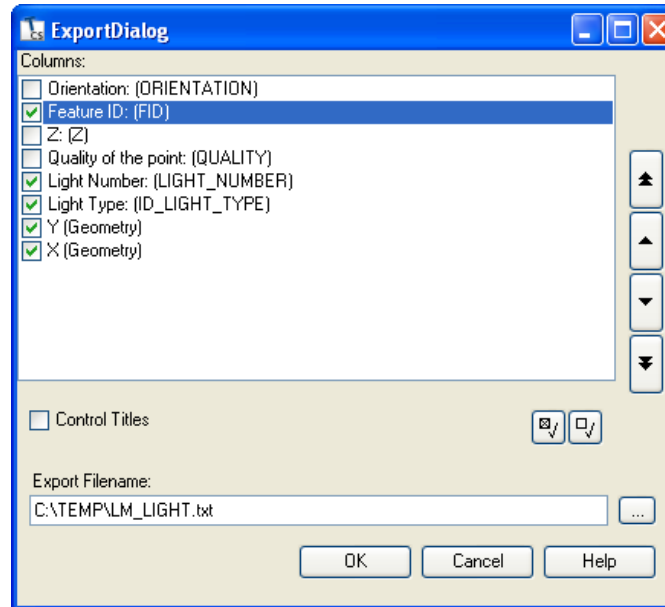 ExportDialog
Columns:
Orientation: (ORIENTATION)
Feature ID: (FID)
Z: (Z)
Quality of the point: (QUALITY)
Light Number: (LIGHT_NUMBER)
Light Type: (ID_LIGHT_TYPE)
Y (Geometry)
X (Geometry)
Control Titles
Export Filename:
C:\TEMP\LM_LIGHT.txt
...
OK Cancel Help